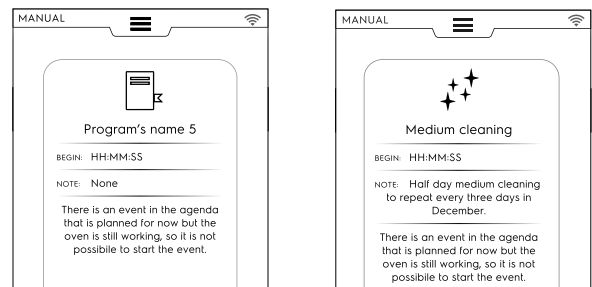 MANUAL
Program's name 5
BEGIN: HH:MM:SS
NOTE: None
There is an event in the agenda
that is planned for now but the
oven is still working, so it is not
possibile to start the event.
MANUAL
Medium cleaning
BEGIN: HH:MM:SS
NOTE: Half day medium cleaning
to repeat every three days in
December.
There is an event in the agenda
that is planned for now but the
oven is still working, so it is not
possibile to start the event.